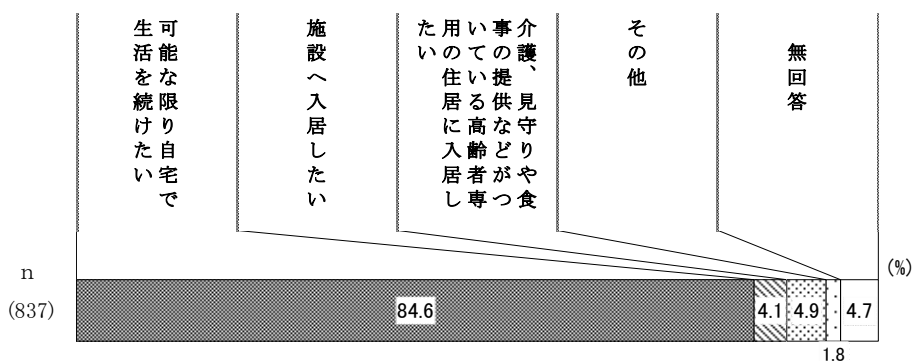 可能な限り自宅で
生活を続けたい
施設へ入居したい
介護、見守りや食
事の提供などがつ
いている高齢者専
用の住居に入居し
たい
その他
無回答
n
(%)
(837)
84.6
4.1
4.9
4.7
1.8